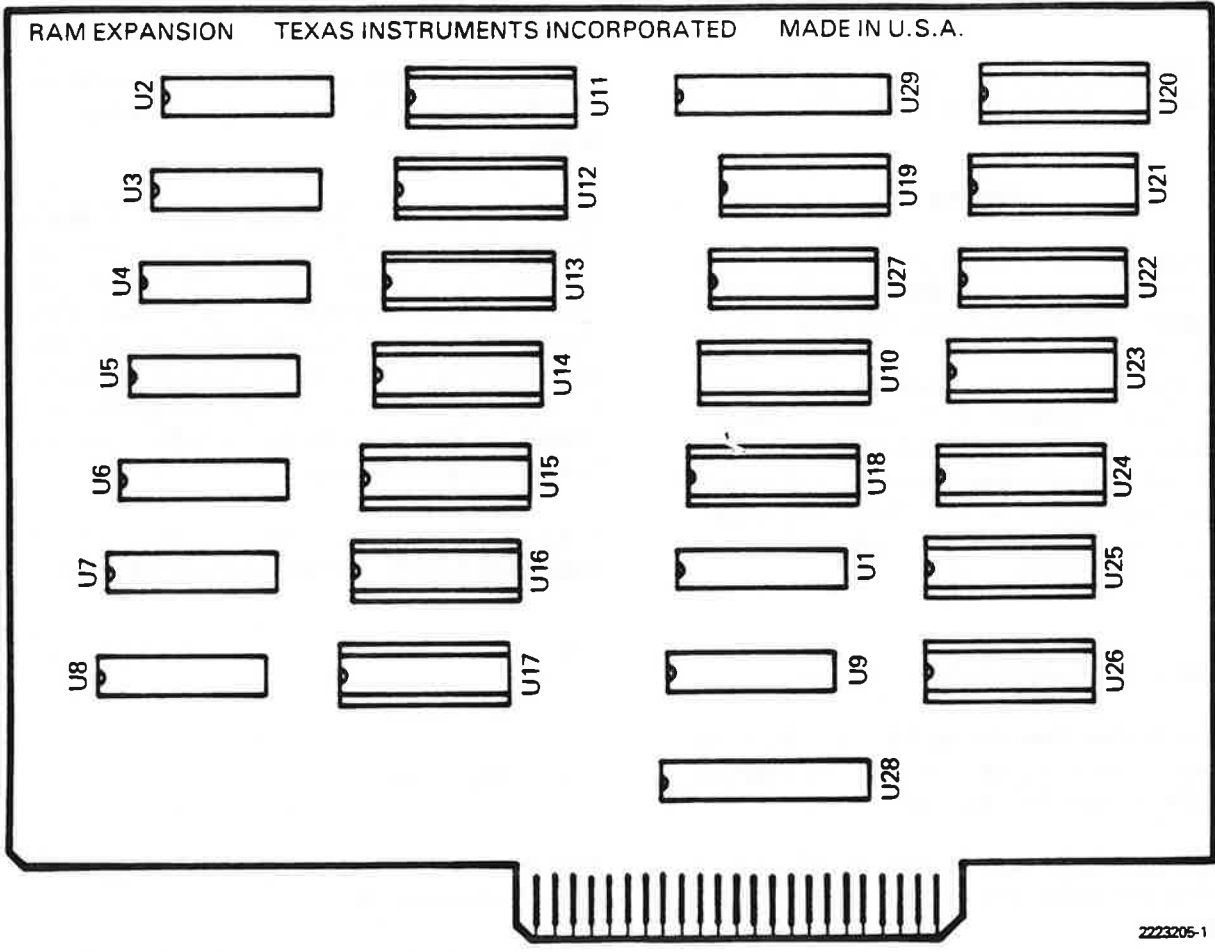 RAM EXPANSION TEXAS INSTRUMENTS INCORPORATED MADE IN U.S.A.
U2 U11 U29 U20
U3 U12 U19 U21
U4 U13 U27 U22
U5 U14 U10 U23
U6 U15 U18 U24
U7 U16 U1 U25
U8 U17 U9 U26
U28
2223205-1